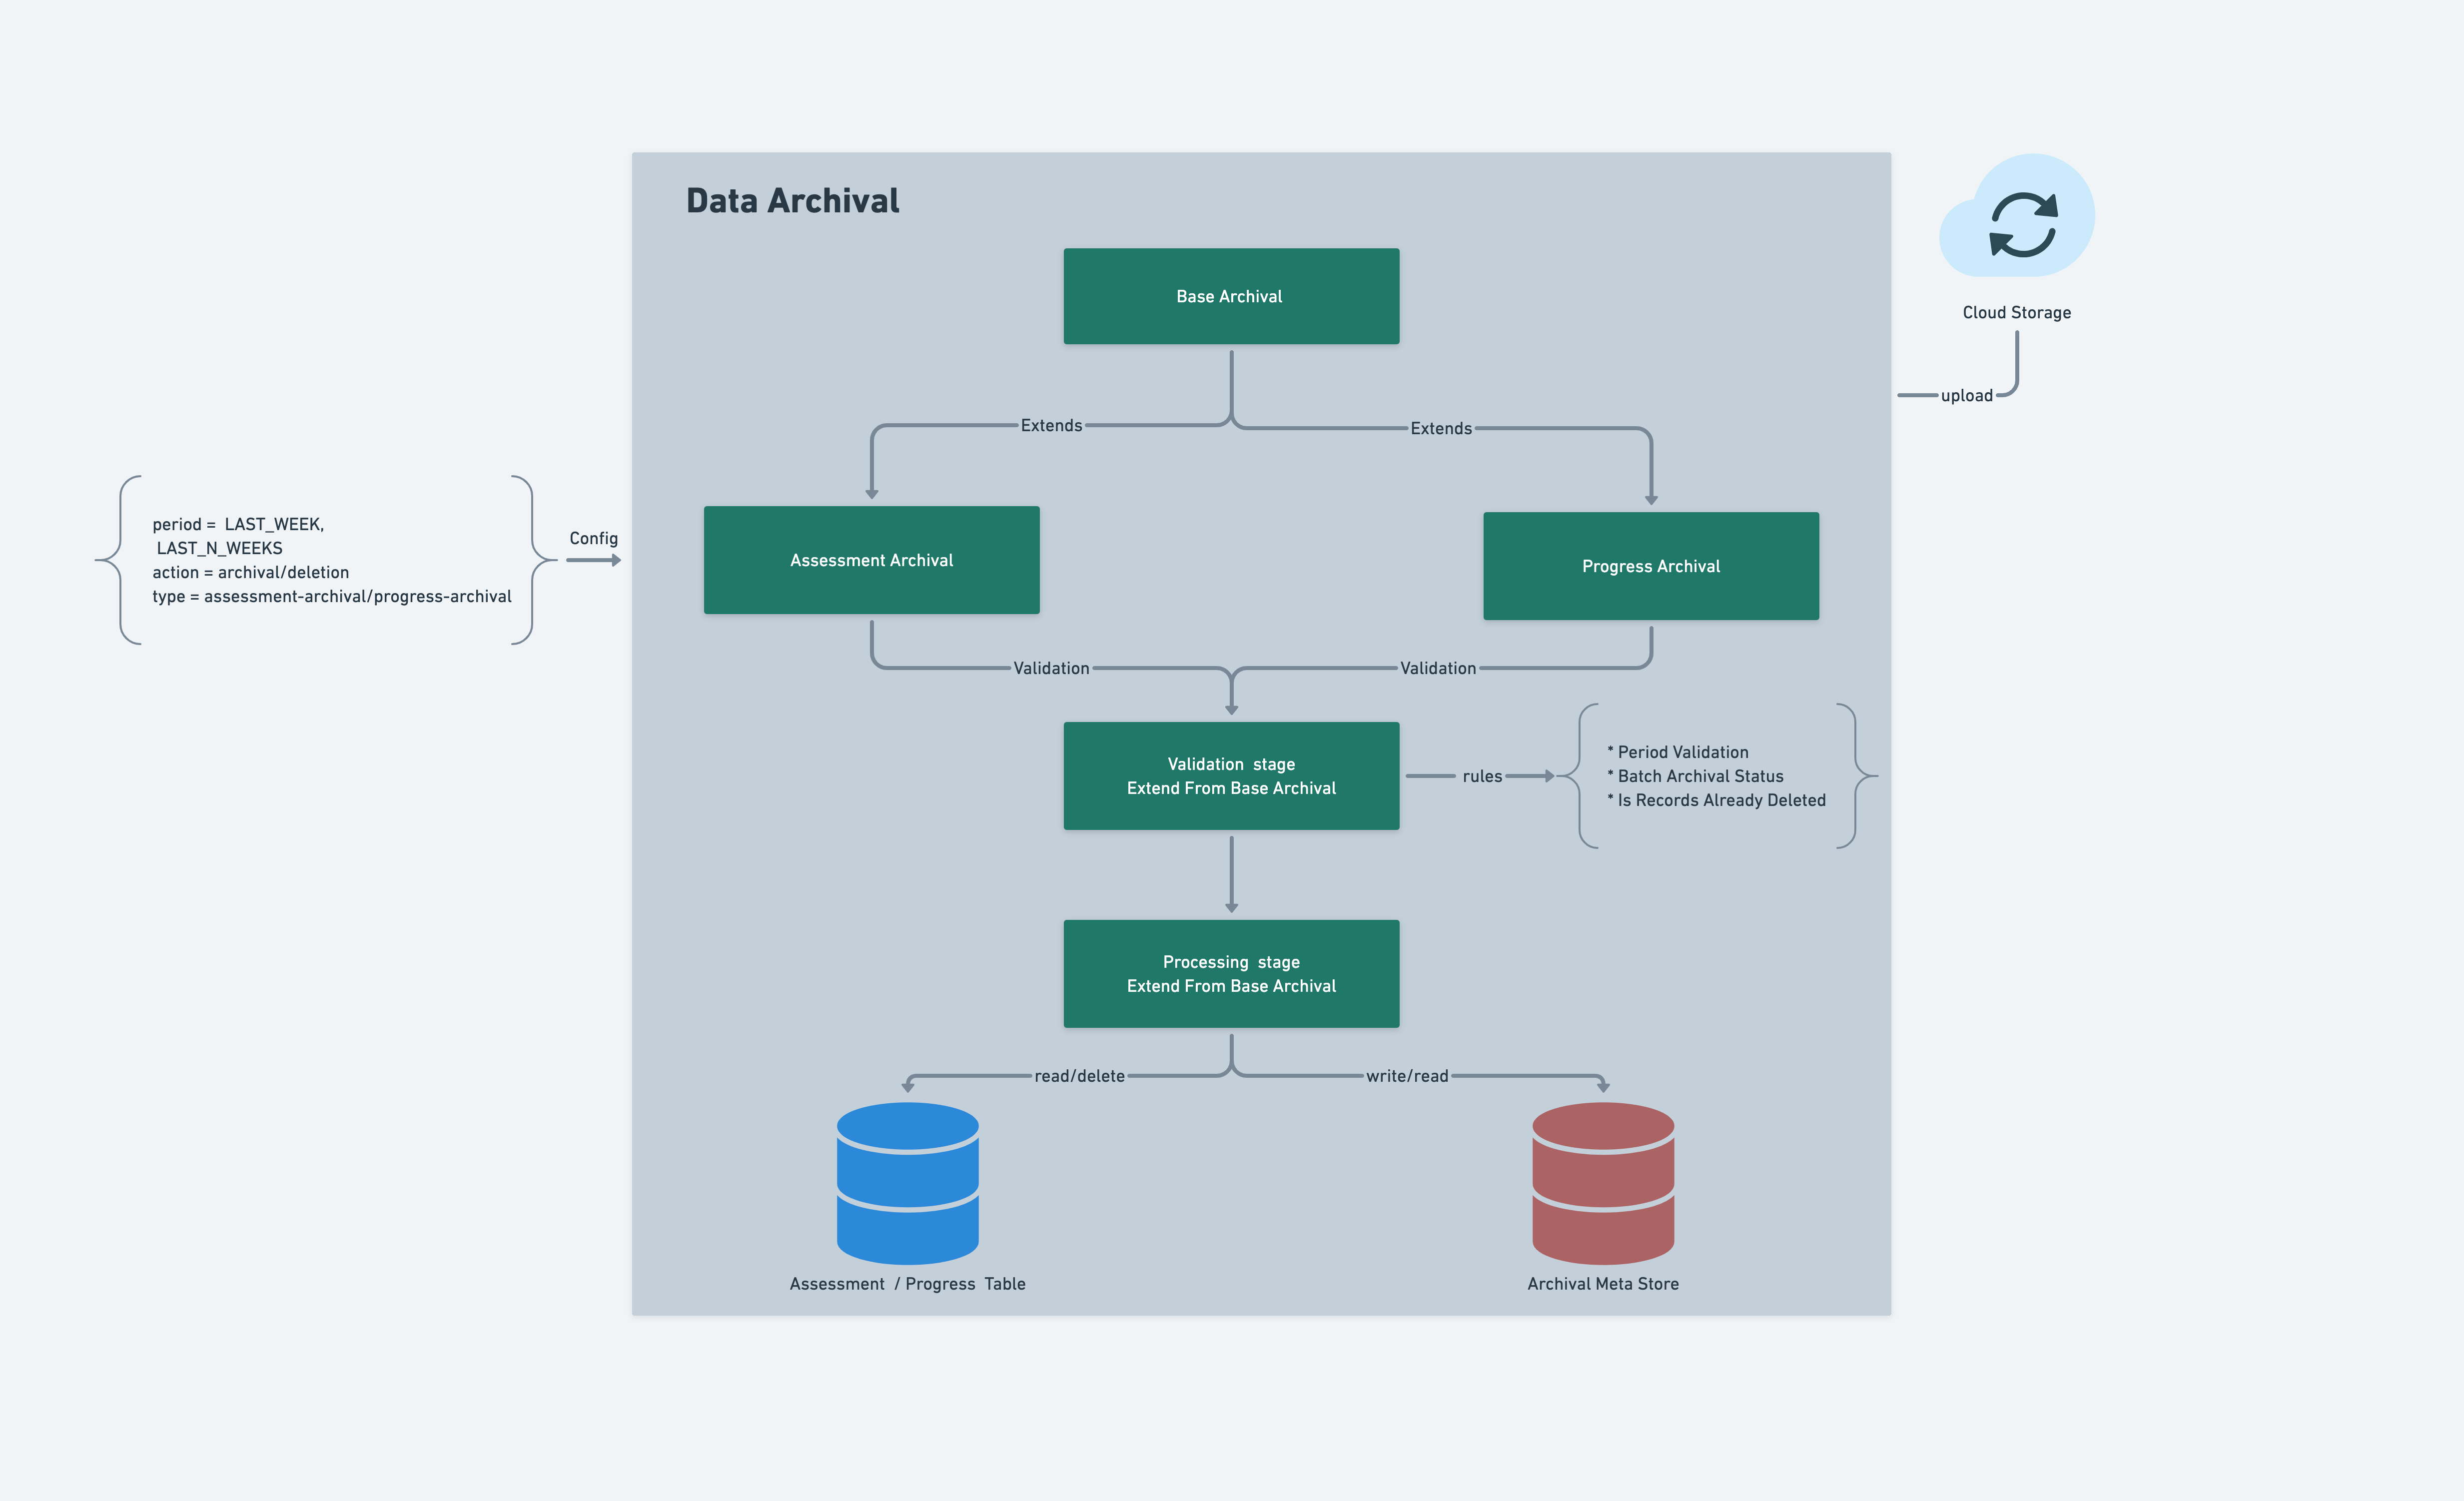 Data Archival
Base Archival
Cloud Storage
upload
Extends
Extends
period =  LAST_WEEK,
LAST_N_WEEKS
action = archival/deletion
type = assessment-archival/progress-archival
Config
Assessment Archival
Progress Archival
Validation
Validation
Validation  stage
Extend From Base Archival
rules
* Period Validation
* Batch Archival Status
* Is Records Already Deleted
Processing  stage
Extend From Base Archival
read/delete
write/read
Assessment  / Progress  Table
Archival Meta Store